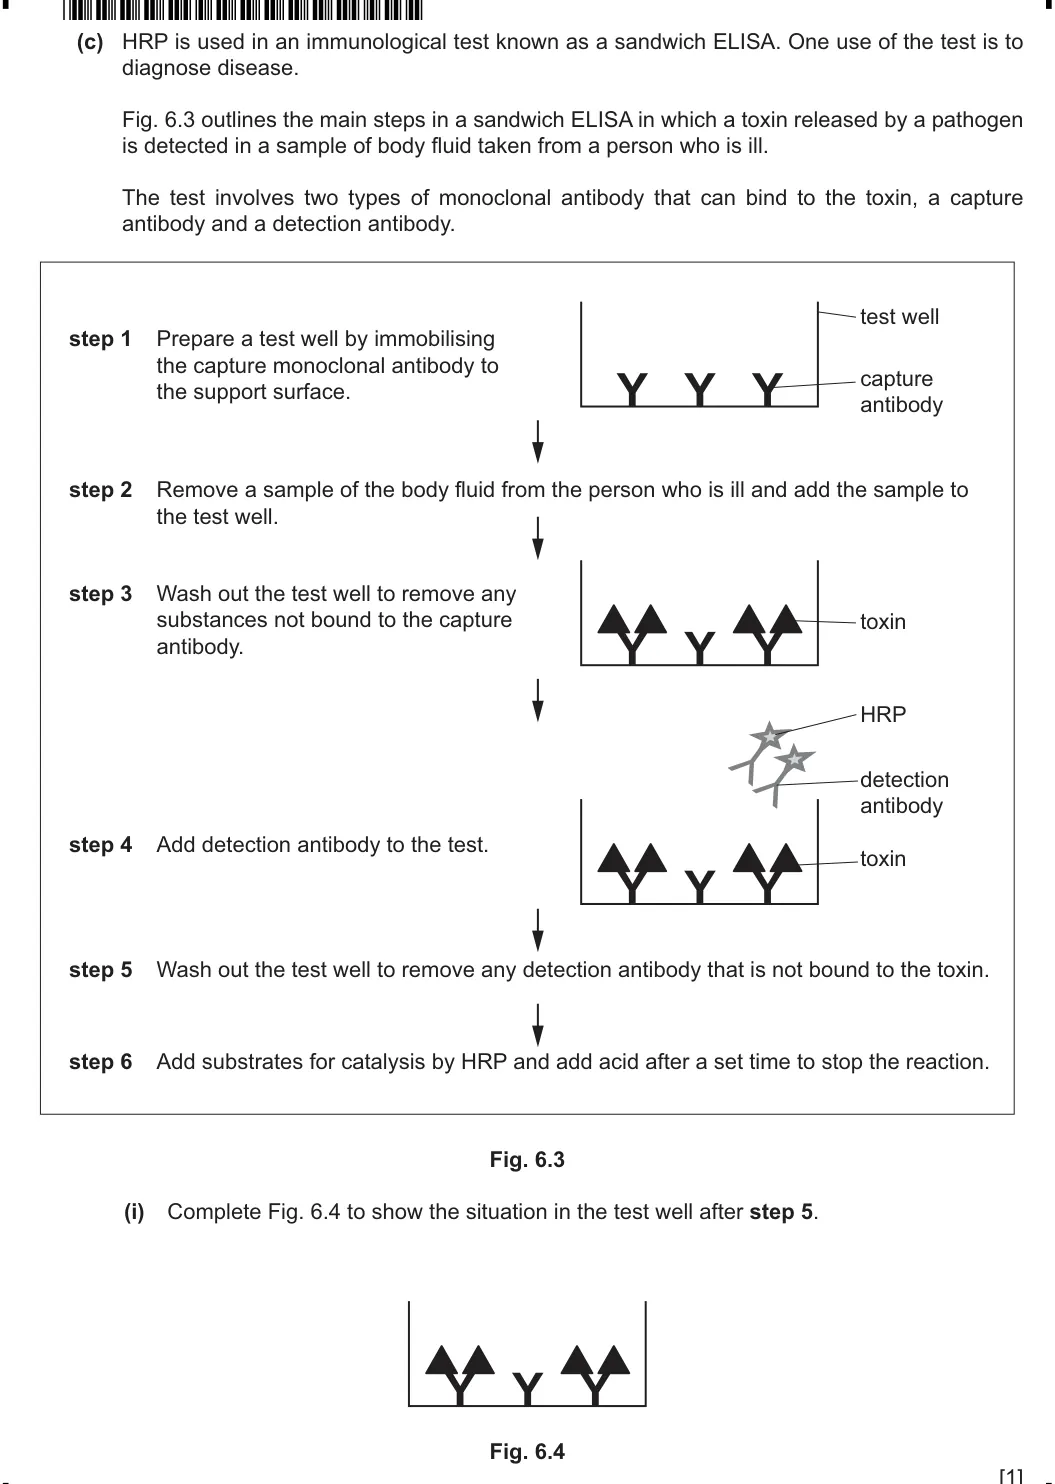 (c) HRP is used in an immunological test known as a sandwich ELISA. One use of the test is to
diagnose disease.
Fig. 6.3 outlines the main steps in a sandwich ELISA in which a toxin released by a pathogen
is detected in a sample of body fluid taken from a person who is ill.
The test involves two types of monoclonal antibody that can bind to the toxin, a capture
antibody and a detection antibody.
test well
step 1 Prepare a test well by immobilising
the capture monoclonal antibody to
the support surface.
capture
antibody
step 2 Remove a sample of the body fluid from the person who is ill and add the sample to
the test well.
step 3 Wash out the test well to remove any
substances not bound to the capture
antibody.
toxin
HRP
detection
antibody
step 4 Add detection antibody to the test.
toxin
step 5 Wash out the test well to remove any detection antibody that is not bound to the toxin.
step 6 Add substrates for catalysis by HRP and add acid after a set time to stop the reaction.
Fig. 6.3
(i) Complete Fig. 6.4 to show the situation in the test well after step 5.
Fig. 6.4
[1]